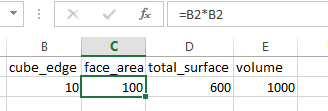 fx =B2*B2
B C D E
cube_edge face_area total_surface volume
10 100 600 1000